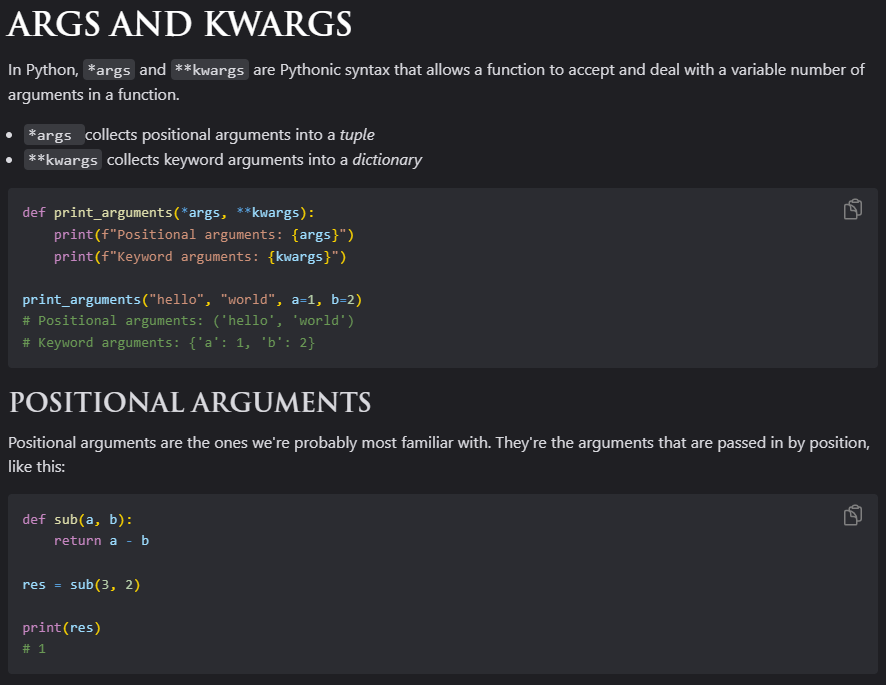 ARGS AND KWARGS
In Python, *args and **kwargs are Pythonic syntax that allows a function to accept and deal with a variable number of
arguments in a function.
• *args collects positional arguments into a tuple
• **kwargs collects keyword arguments into a dictionary
def print_arguments(*args, **kwargs):
    print(f"Positional arguments: {args}")
    print(f"Keyword arguments: {kwargs}")

print_arguments("hello", "world", a=1, b=2)
# Positional arguments: ('hello', 'world')
# Keyword arguments: {'a': 1, 'b': 2}
POSITIONAL ARGUMENTS
Positional arguments are the ones we're probably most familiar with. They're the arguments that are passed in by position,
like this:
def sub(a, b):
    return a - b

res = sub(3, 2)

print(res)
# 1